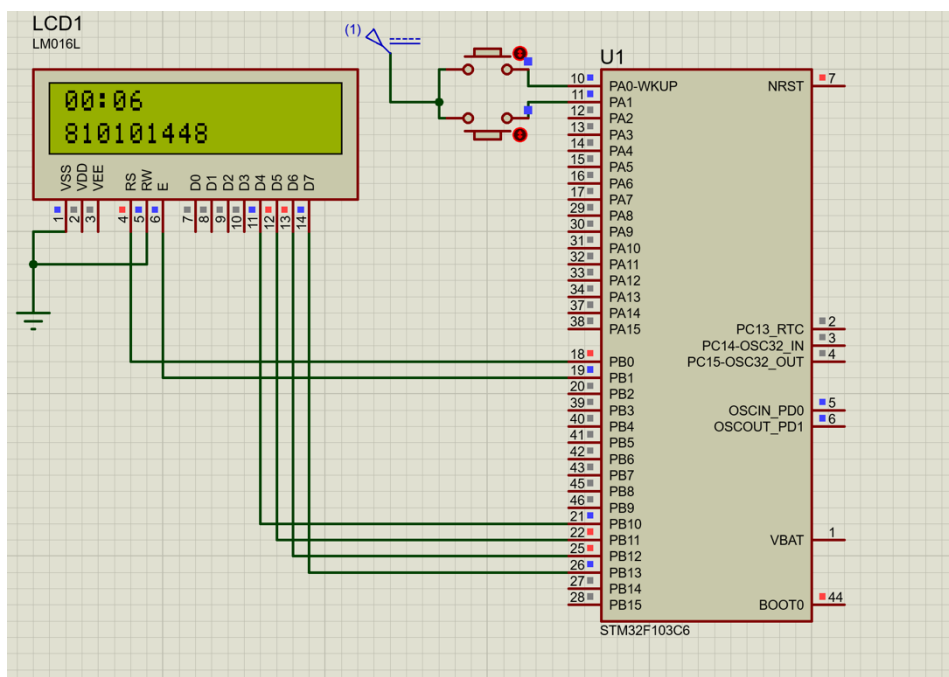 LCD1
LM016L
00:06
810101448
VSS
VDD
VEE
RS
RW
E
D0
D1
D2
D3
D4
D5
D6
D7
1
2
3
4
5
6
7
8
9
10
11
12
13
14
(1)
U1
10 PA0-WKUP
11 PA1
12 PA2
13 PA3
14 PA4
15 PA5
16 PA6
17 PA7
29 PA8
30 PA9
31 PA10
32 PA11
33 PA12
34 PA13
37 PA14
38 PA15
18 PB0
19 PB1
20 PB2
39 PB3
40 PB4
41 PB5
42 PB6
43 PB7
45 PB8
46 PB9
21 PB10
22 PB11
25 PB12
26 PB13
27 PB14
28 PB15
NRST 7
PC13_RTC 2
PC14-OSC32_IN 3
PC15-OSC32_OUT 4
OSCIN_PD0 5
OSCOUT_PD1 6
VBAT 1
BOOT0 44
STM32F103C6